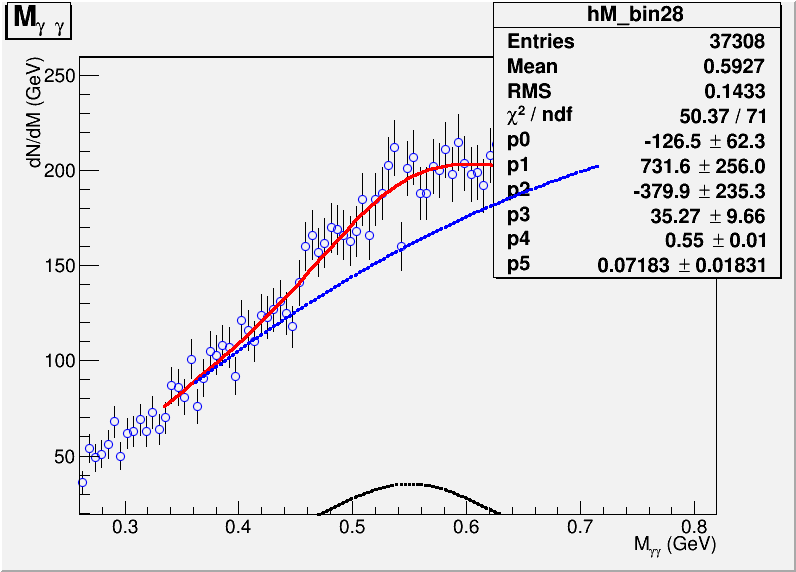 M γ γ
hM_bin28
Entries 37308
Mean 0.5927
RMS 0.1433
χ² / ndf 50.37 / 71
p0 -126.5 ± 62.3
p1 731.6 ± 256.0
p2 -379.9 ± 235.3
p3 35.27 ± 9.66
p4 0.55 ± 0.01
p5 0.07183 ± 0.01831
dN/dM (GeV)
250
200
150
100
50
0.3 0.4 0.5 0.6 0.7 0.8
Mγγ (GeV)